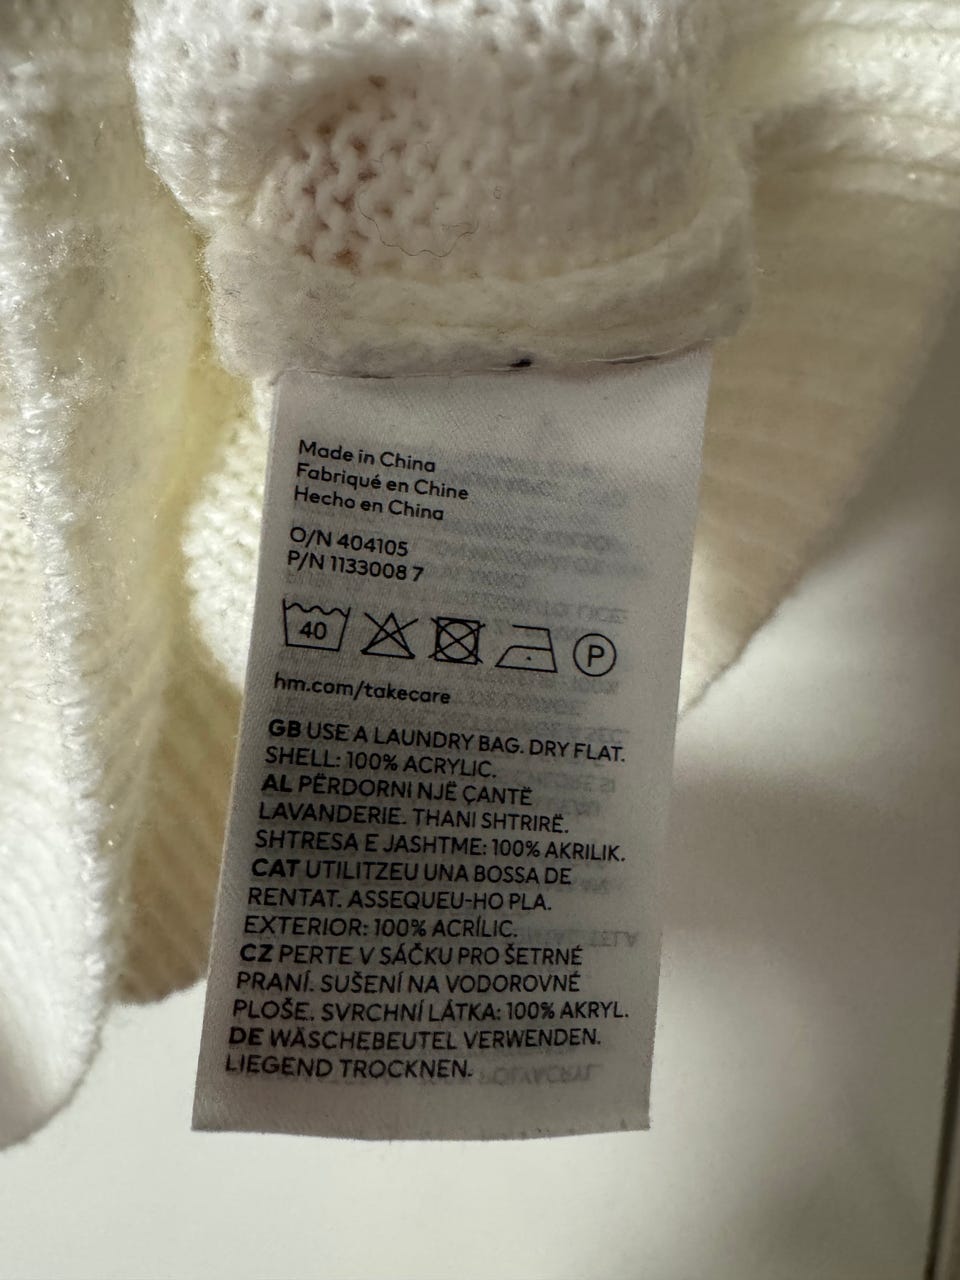 Made in China
Fabriqué en Chine
Hecho en China
O/N 404105
P/N 1133008 7
40
P
hm.com/takecare
GB USE A LAUNDRY BAG. DRY FLAT.
SHELL: 100% ACRYLIC.
AL PËRDORNI NJË ÇANTË
LAVANDERIE. THANI SHTRIRË.
SHTRESA E JASHTME: 100% AKRILIK.
CAT UTILITZEU UNA BOSSA DE
RENTAT. ASSEQUEU-HO PLA.
EXTERIOR: 100% ACRÍLIC.
CZ PERTE V SÁČKU PRO ŠETRNÉ
PRANÍ. SUŠENÍ NA VODOROVNÉ
PLOŠE. SVRCHNÍ LÁTKA: 100% AKRYL.
DE WÄSCHEBEUTEL VERWENDEN.
LIEGEND TROCKNEN.